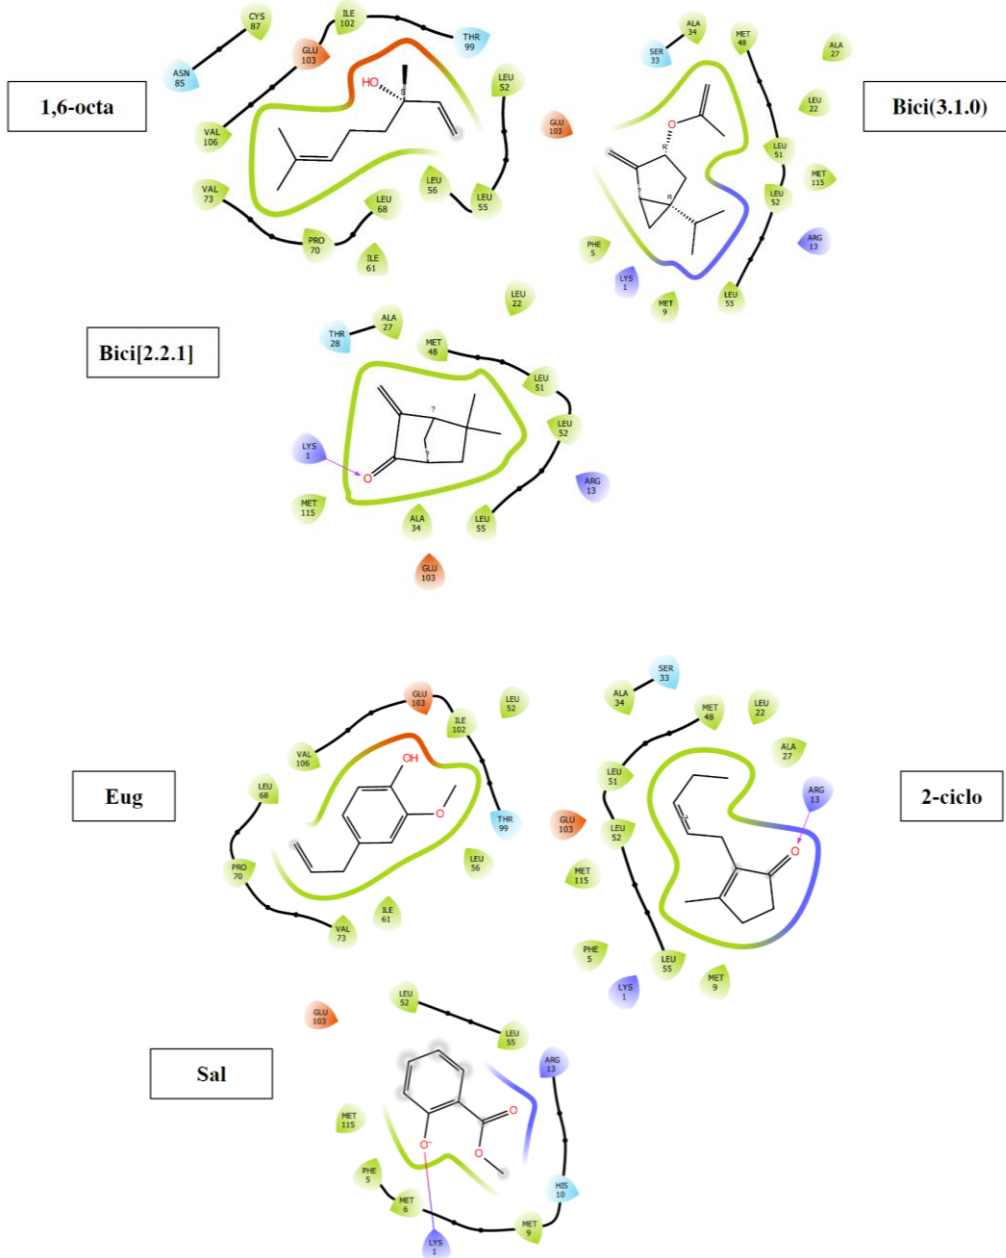 1,6-octa
CYS
87
ILE
102
GLU
103
THR
99
ASN
85
LEU
52
HO
S
VAL
106
VAL
73
LEU
56
LEU
55
LEU
68
PRO
70
ILE
61
Bici(3.1.0)
ALA
34
MET
48
SER
33
ALA
27
LEU
22
GLU
103
O
R
LEU
51
MET
115
LEU
52
?
R
ARG
13
PHE
5
LYS
1
MET
9
LEU
55
Bici[2.2.1]
LEU
22
ALA
27
THR
28
MET
48
LEU
51
?
LEU
52
?
LYS
1
O
ARG
13
MET
115
ALA
34
LEU
55
GLU
103
Eug
GLU
103
LEU
52
ILE
102
VAL
106
OH
LEU
68
O
THR
99
LEU
56
PRO
70
ILE
61
VAL
73
2-ciclo
SER
33
ALA
34
MET
48
LEU
22
ALA
27
LEU
51
ARG
13
GLU
103
LEU
52
O
MET
115
PHE
5
LEU
55
MET
9
LYS
1
Sal
LEU
52
GLU
103
LEU
55
ARG
13
O
MET
115
O-
O
PHE
5
MET
6
HIS
10
MET
9
LYS
1